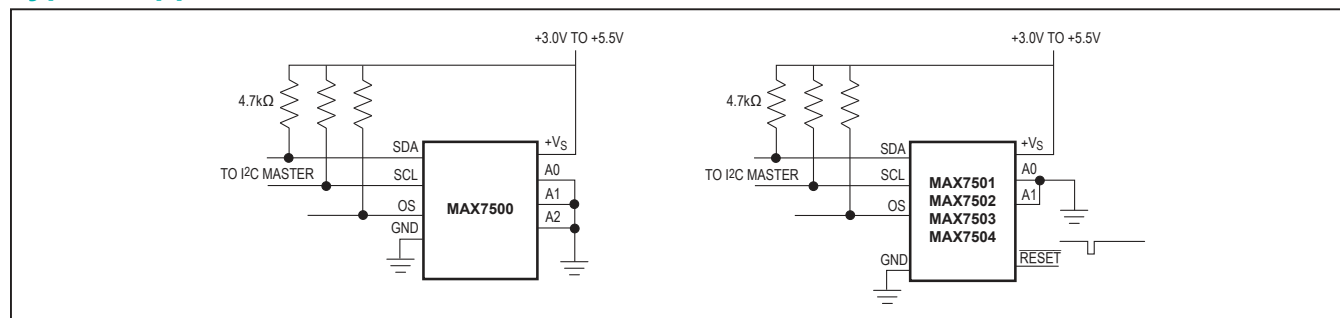 +3.0V TO +5.5V
4.7kΩ
SDA
+VS
TO I2C MASTER
A0
SCL
A1
OS
MAX7500
A2
GND
+3.0V TO +5.5V
4.7kΩ
SDA
+VS
TO I2C MASTER
A0
SCL
MAX7501
A1
MAX7502
OS
MAX7503
MAX7504
GND
RESET